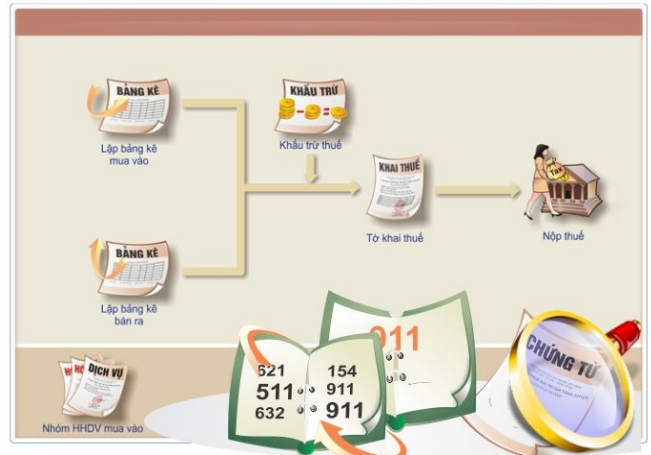 BẢNG KÊ
Lập bảng kê
mua vào
KHẤU TRỪ
Khấu trừ thuế
KHAI THUẾ
Tờ khai thuế
Tax
Nộp thuế
BẢNG KÊ
Lập bảng kê
bán ra
DỊCH VỤ
Nhóm HHDV mua vào
911
621
511
632
154
911
911
CHỨNG TỪ